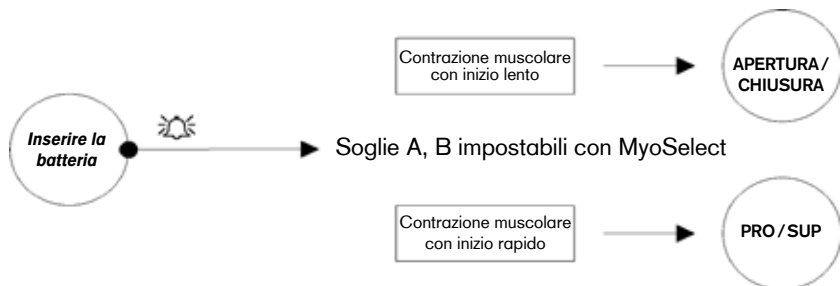 Contrazione muscolare
con inizio lento
APERTURA /
CHIUSURA
Inserire la
batteria
Soglie A, B impostabili con MyoSelect
Contrazione muscolare
con inizio rapido
PRO / SUP